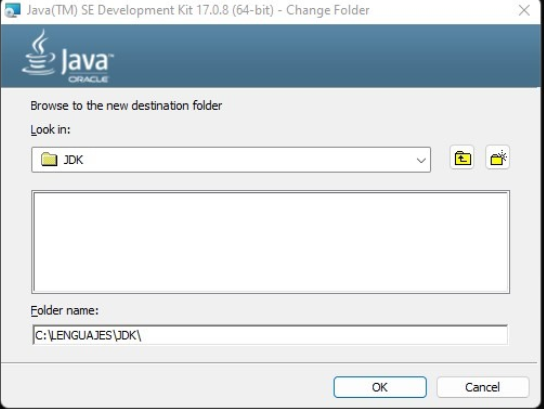 Java(TM) SE Development Kit 17.0.8 (64-bit) - Change Folder
Java
ORACLE
Browse to the new destination folder
Look in:
JDK
Folder name:
C:\LENGUAJES\JDK\
OK
Cancel